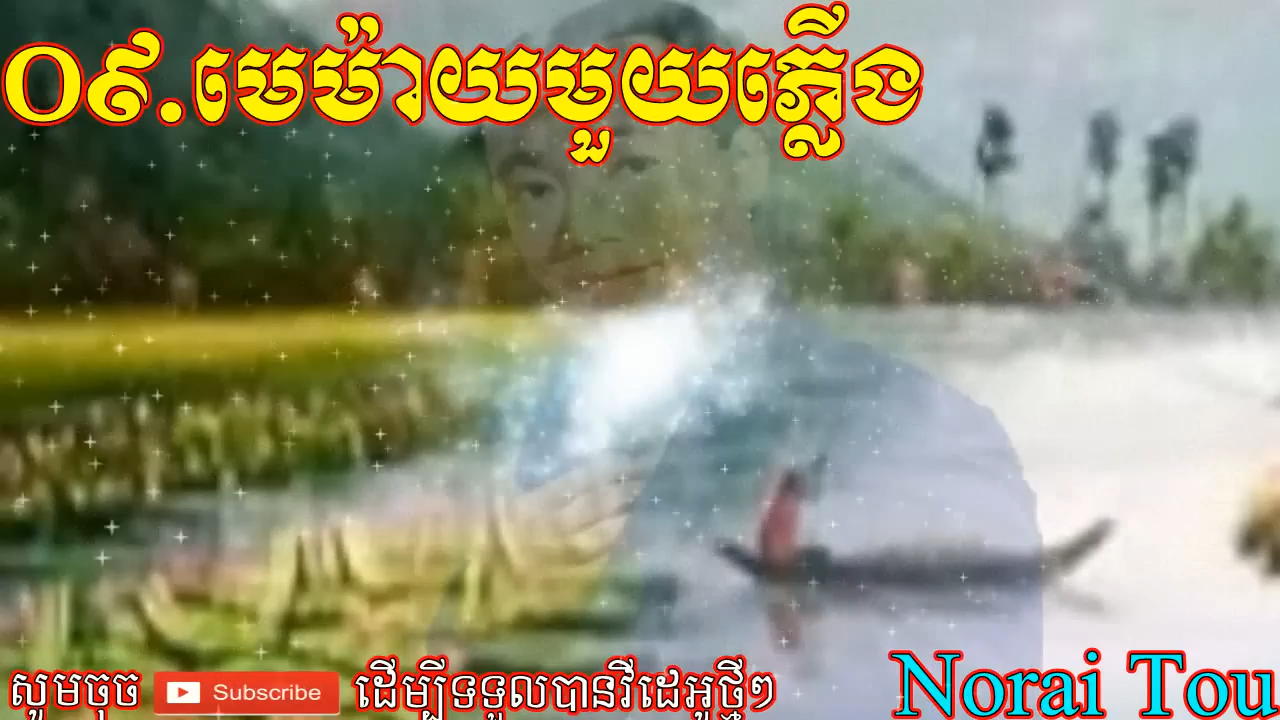 ០៩.មេម៉ាយមួយភ្លើង
សូមចុច Subscribe ដើម្បីទទួលបានវីដេអូថ្មីៗ
Norai Tou